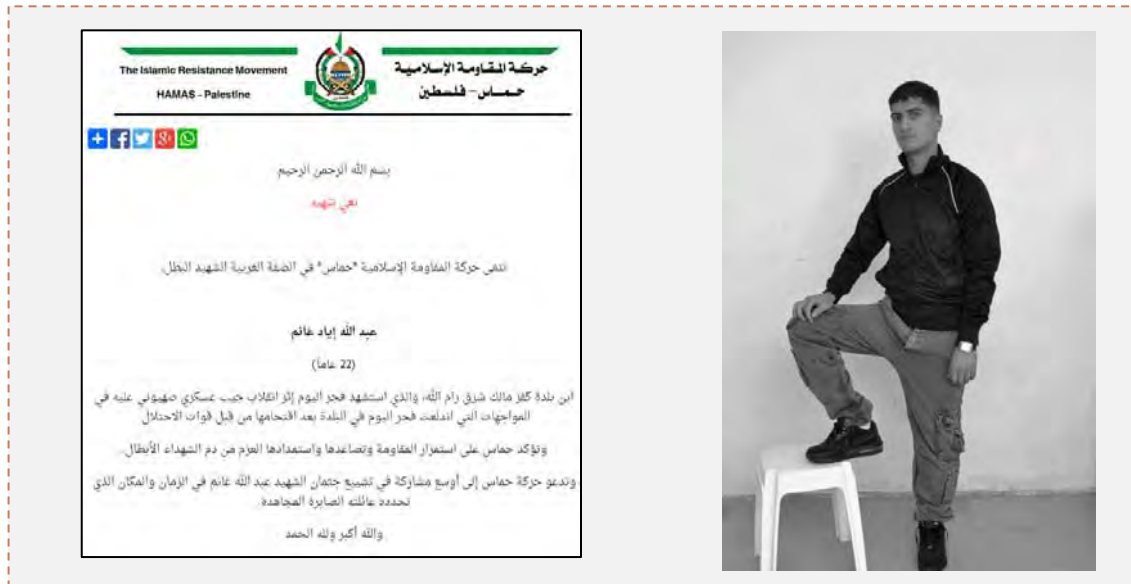 The Islamic Resistance Movement
HAMAS - Palestine
حركة المقاومة الإسلامية
حماس - فلسطين
بسم الله الرحمن الرحيم
نعي شهيد
تنعى حركة المقاومة الإسلامية "حماس" في الضفة الغربية الشهيد البطل:
عبد الله إياد غانم
(22 عاماً)
ابن بلدة كفر مالك شرق رام الله، والذي استشهد فجر اليوم إثر انقلاب جيب عسكري صهيوني عليه في
المواجهات التي اندلعت فجر اليوم في البلدة بعد اقتحامها من قبل قوات الاحتلال
وتؤكد حماس على استمرار المقاومة وتصاعدها واستمدادها العزم من دم الشهداء الأبطال.
وتدعو حركة حماس إلى أوسع مشاركة في تشييع جثمان الشهيد عبد الله غانم في الزمان والمكان الذي
تحدده عائلته الصابرة المجاهدة.
والله أكبر ولله الحمد